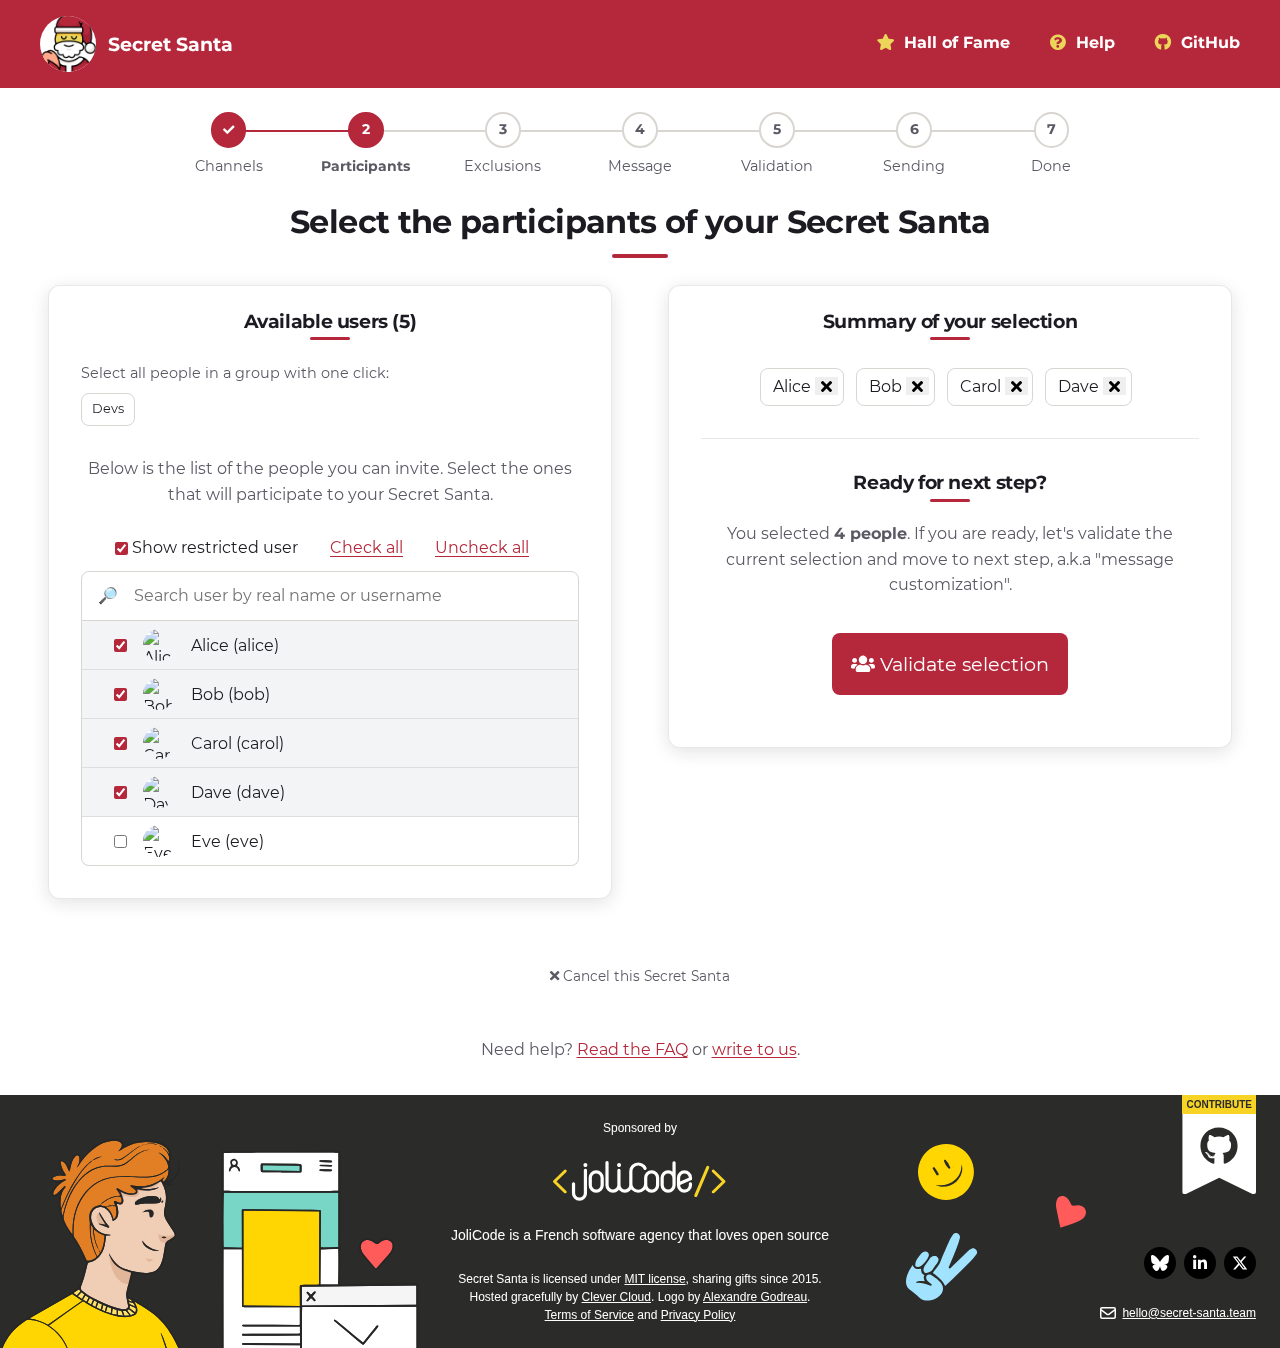 Secret Santa
Hall of Fame
Help
GitHub
2
3
4
5
6
7
Channels
Participants
Exclusions
Message
Validation
Sending
Done
Select the participants of your Secret Santa
Available users (5)
Select all people in a group with one click:
Devs
Below is the list of the people you can invite. Select the ones
that will participate to your Secret Santa.
Show restricted user
Check all
Uncheck all
Search user by real name or username
Alice (alice)
Bob (bob)
Carol (carol)
Dave (dave)
Eve (eve)
Summary of your selection
Alice
Bob
Carol
Dave
Ready for next step?
You selected 4 people. If you are ready, let's validate the
current selection and move to next step, a.k.a "message
customization".
Validate selection
Cancel this Secret Santa
Need help? Read the FAQ or write to us.
Sponsored by
JoliCode
JoliCode is a French software agency that loves open source
Secret Santa is licensed under MIT license, sharing gifts since 2015.
Hosted gracefully by Clever Cloud. Logo by Alexandre Godreau.
Terms of Service and Privacy Policy
CONTRIBUTE
hello@secret-santa.team